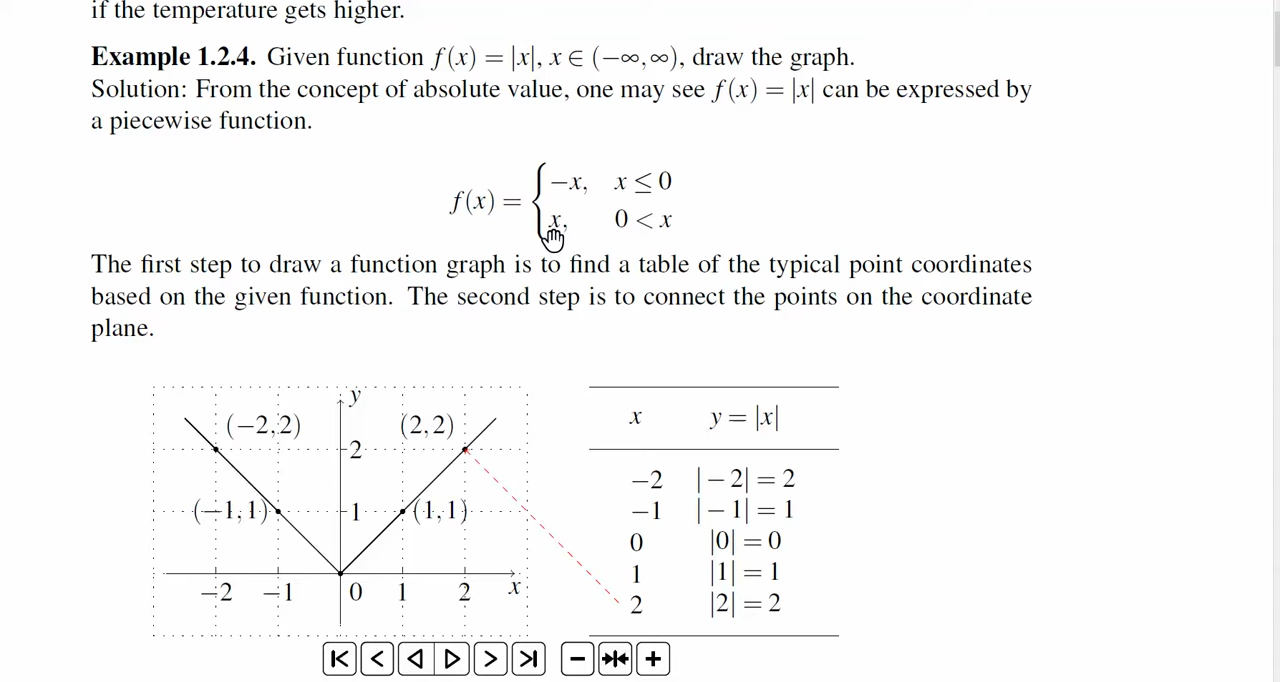 if the temperature gets higher.
Example 1.2.4. Given function f(x) = |x|, x ∈ (−∞,∞), draw the graph.
Solution: From the concept of absolute value, one may see f(x) = |x| can be expressed by
a piecewise function.
f(x) = { −x, x ≤ 0
x, 0 < x
The first step to draw a function graph is to find a table of the typical point coordinates
based on the given function. The second step is to connect the points on the coordinate
plane.
y
(−2,2) (2,2)
2
(−1,1) 1 (1,1)
−2 −1 0 1 2 x
x y = |x|
−2 |−2| = 2
−1 |−1| = 1
0 |0| = 0
1 |1| = 1
2 |2| = 2